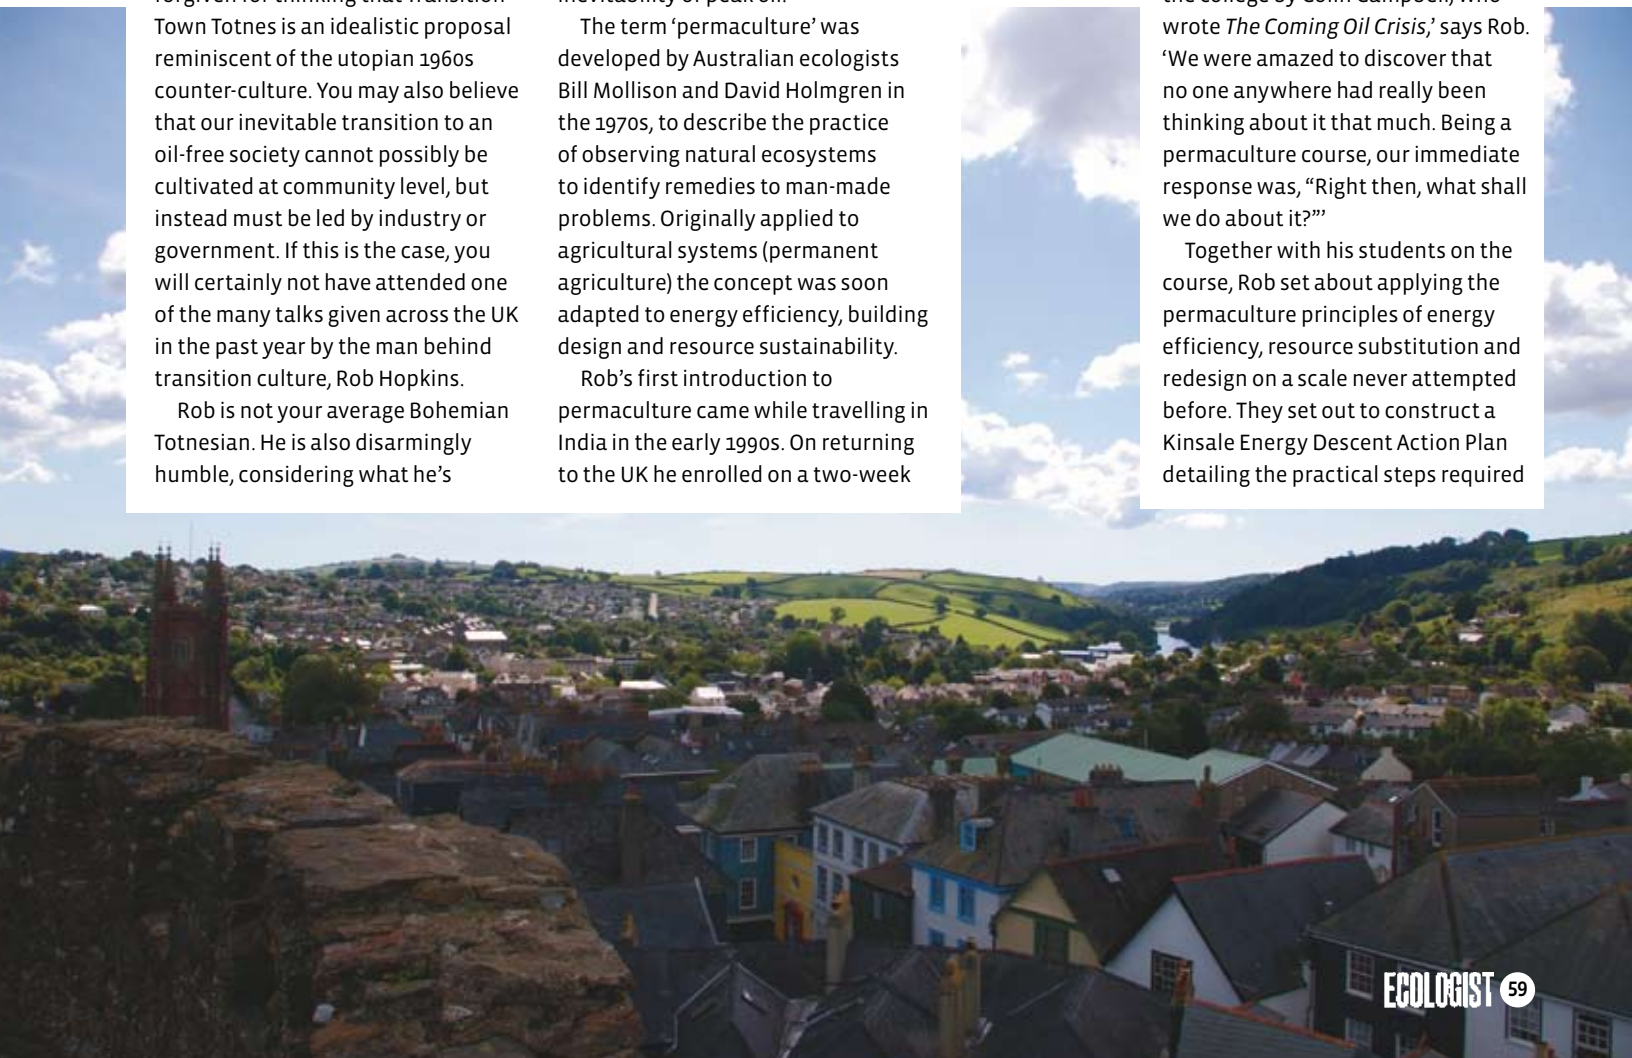 Town Totnes is an idealistic proposal
reminiscent of the utopian 1960s
counter-culture. You may also believe
that our inevitable transition to an
oil-free society cannot possibly be
cultivated at community level, but
instead must be led by industry or
government. If this is the case, you
will certainly not have attended one
of the many talks given across the UK
in the past year by the man behind
transition culture, Rob Hopkins.
Rob is not your average Bohemian
Totnesian. He is also disarmingly
humble, considering what he’s
The term ‘permaculture’ was
developed by Australian ecologists
Bill Mollison and David Holmgren in
the 1970s, to describe the practice
of observing natural ecosystems
to identify remedies to man-made
problems. Originally applied to
agricultural systems (permanent
agriculture) the concept was soon
adapted to energy efficiency, building
design and resource sustainability.
Rob’s first introduction to
permaculture came while travelling in
India in the early 1990s. On returning
to the UK he enrolled on a two-week
wrote The Coming Oil Crisis,’ says Rob.
‘We were amazed to discover that
no one anywhere had really been
thinking about it that much. Being a
permaculture course, our immediate
response was, “Right then, what shall
we do about it?”’
Together with his students on the
course, Rob set about applying the
permaculture principles of energy
efficiency, resource substitution and
redesign on a scale never attempted
before. They set out to construct a
Kinsale Energy Descent Action Plan
detailing the practical steps required
ECOLOGIST 59